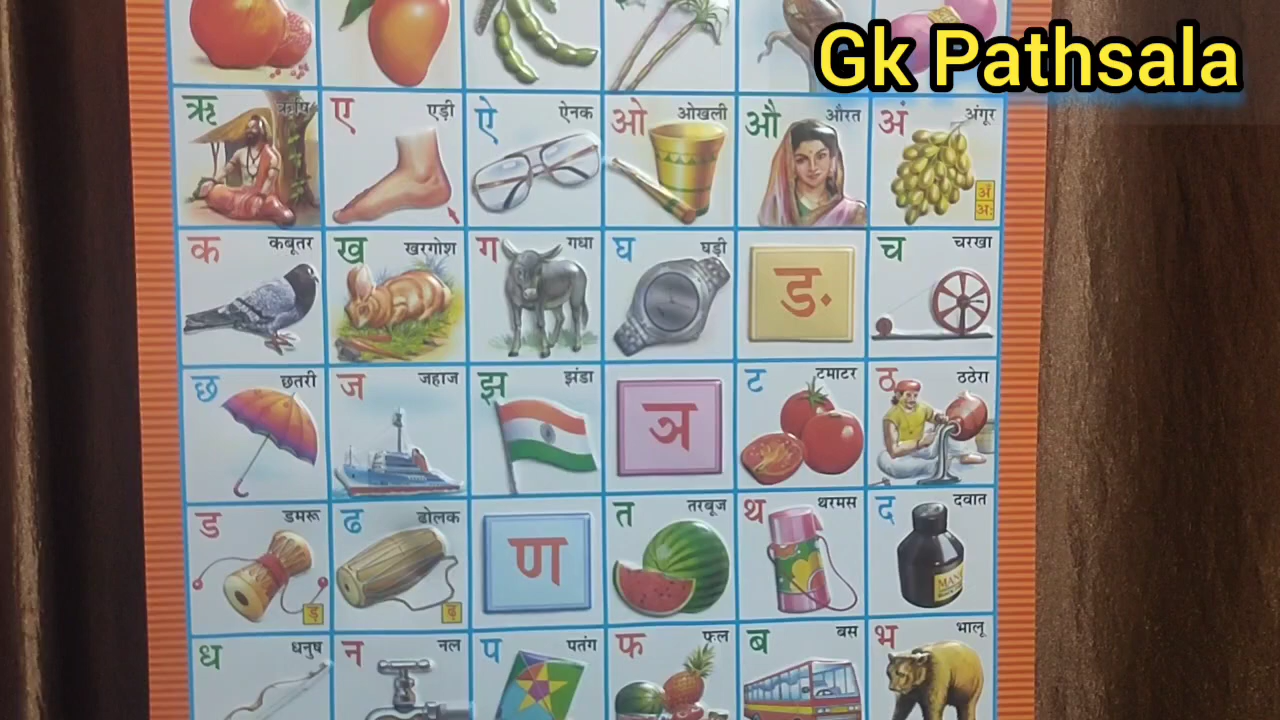 Gk Pathsala
ऋ ऋषि
ए एड़ी
ऐ ऐनक
ओ ओखली
औ औरत
अं अंगूर
अँ
अः
क कबूतर
ख खरगोश
ग गधा
घ घड़ी
ङ
च चरखा
छ छतरी
ज जहाज
झ झंडा
ञ
ट टमाटर
ठ ठठेरा
ड डमरू
ड़
ढ ढोलक
ढ़
ण
त तरबूज
थ थरमस
द दवात
ध धनुष
न नल
प पतंग
फ फल
ब बस
भ भालू